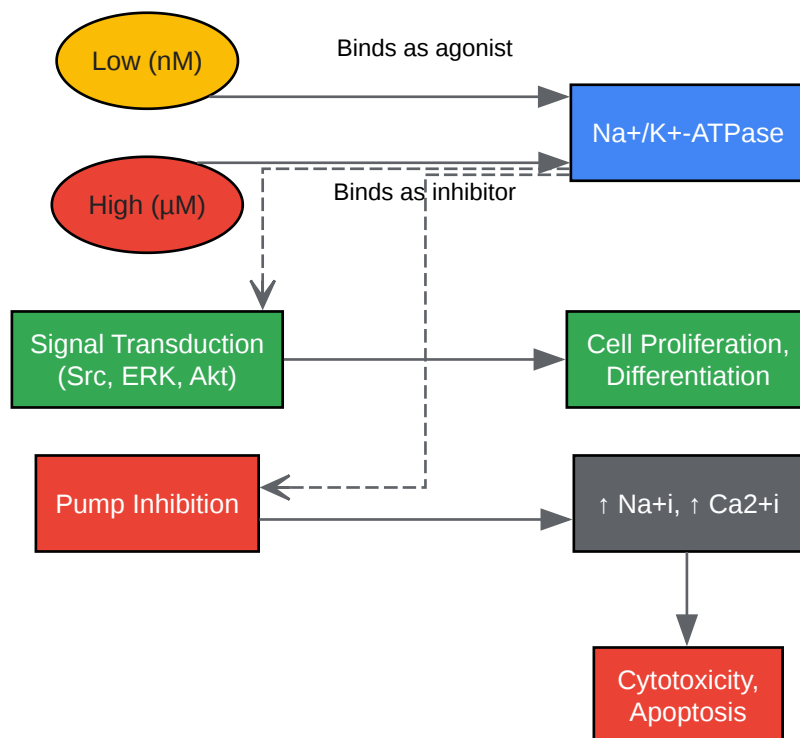 Low (nM)
Binds as agonist
Na+/K+-ATPase
High (µM)
Binds as inhibitor
Signal Transduction
(Src, ERK, Akt)
Cell Proliferation,
Differentiation
Pump Inhibition
↑ Na+i, ↑ Ca2+i
Cytotoxicity,
Apoptosis